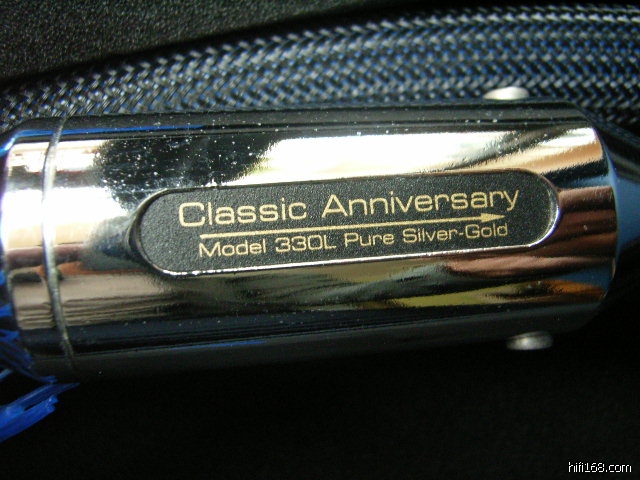 Classic Anniversary
Model 330L Pure Silver-Gold
hifi168.com